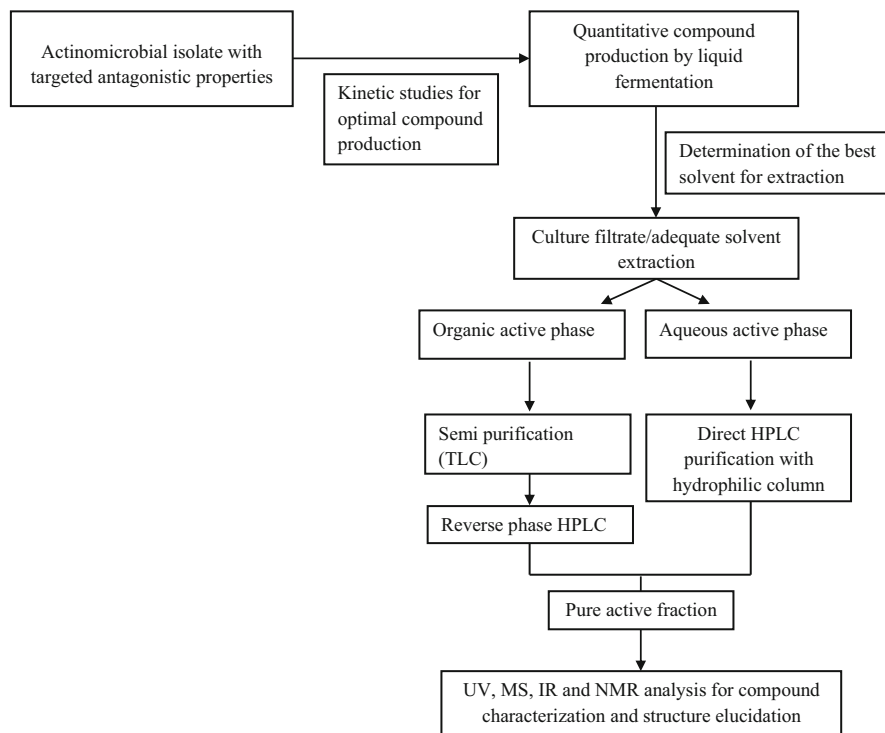 Actinomicrobial isolate with
targeted antagonistic properties
Quantitative compound
production by liquid
fermentation
Kinetic studies for
optimal compound
production
Determination of the best
solvent for extraction
Culture filtrate/adequate solvent
extraction
Organic active phase
Aqueous active phase
Semi purification
(TLC)
Direct HPLC
purification with
hydrophilic column
Reverse phase HPLC
Pure active fraction
UV, MS, IR and NMR analysis for compound
characterization and structure elucidation